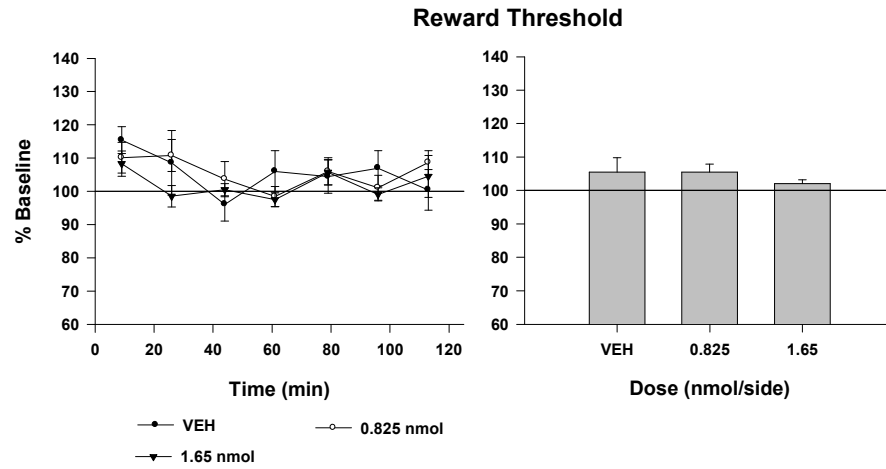 Reward Threshold
% Baseline
140
130
120
110
100
90
80
70
60
0 20 40 60 80 100 120
Time (min)
140
130
120
110
100
90
80
70
60
VEH 0.825 1.65
Dose (nmol/side)
VEH 0.825 nmol
1.65 nmol